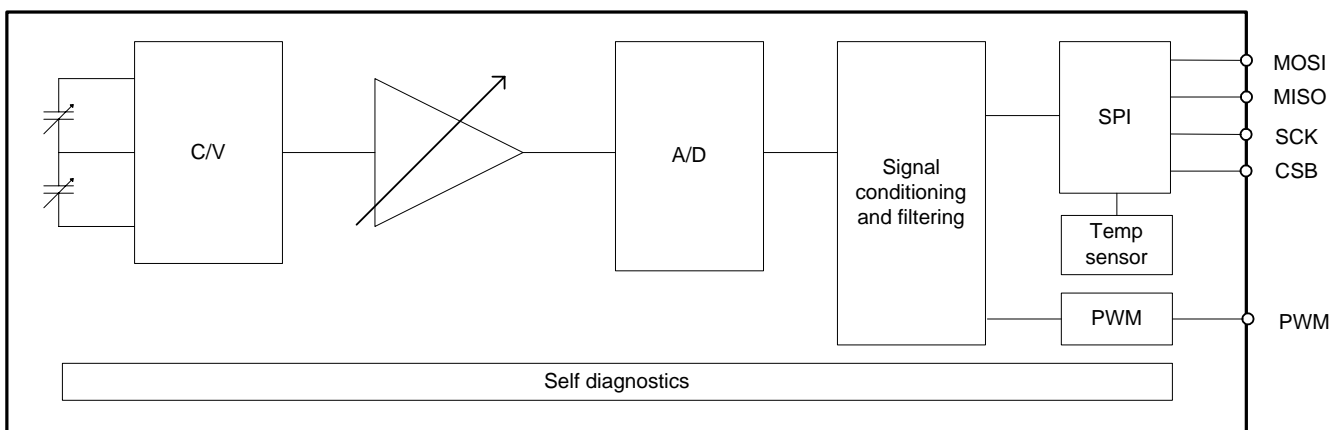 C/V
A/D
Signal
conditioning
and filtering
SPI
MOSI
MISO
SCK
CSB
Temp
sensor
PWM
PWM
Self diagnostics